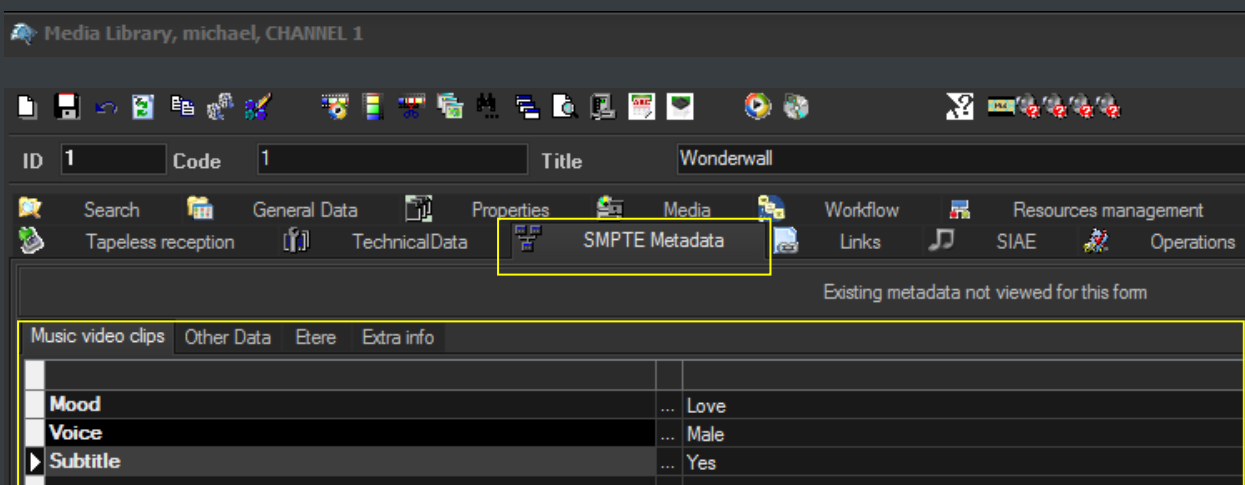 Media Library, michael, CHANNEL 1
ID 1 Code 1 Title Wonderwall
Search General Data Properties Media Workflow Resources management
Tapeless reception TechnicalData SMPTE Metadata Links SIAE Operations
Existing metadata not viewed for this form
Music video clips Other Data Etere Extra info
Mood ... Love
Voice ... Male
Subtitle ... Yes